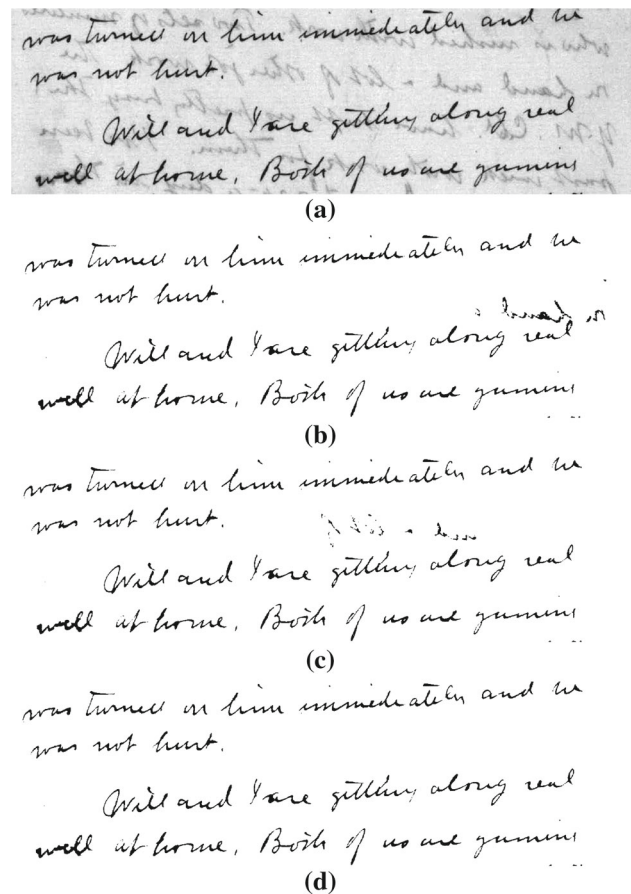 was turned on him immediately and he
was not hurt.
Will and I are getting along real
well at home, Both of us are gaining
(a)
was turned on him immediately and he
was not hurt.
Will and I are getting along real
well at home, Both of us are gaining
(b)
was turned on him immediately and he
was not hurt.
Will and I are getting along real
well at home, Both of us are gaining
(c)
was turned on him immediately and he
was not hurt.
Will and I are getting along real
well at home, Both of us are gaining
(d)